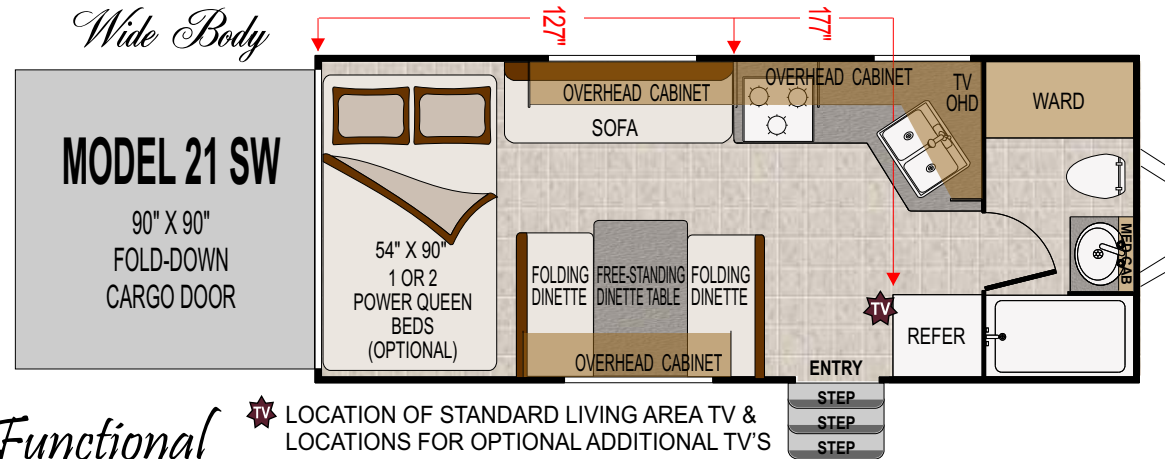 Wide Body
127"
177"
MODEL 21 SW
90" X 90"
FOLD-DOWN
CARGO DOOR
54" X 90"
1 OR 2
POWER QUEEN
BEDS
(OPTIONAL)
OVERHEAD CABINET
SOFA
OVERHEAD CABINET
TV
OHD
WARD
MED CAB
FOLDING
DINETTE
FREE-STANDING
DINETTE TABLE
FOLDING
DINETTE
OVERHEAD CABINET
TV
REFER
ENTRY
STEP
STEP
STEP
Functional
TV LOCATION OF STANDARD LIVING AREA TV &
LOCATIONS FOR OPTIONAL ADDITIONAL TV'S